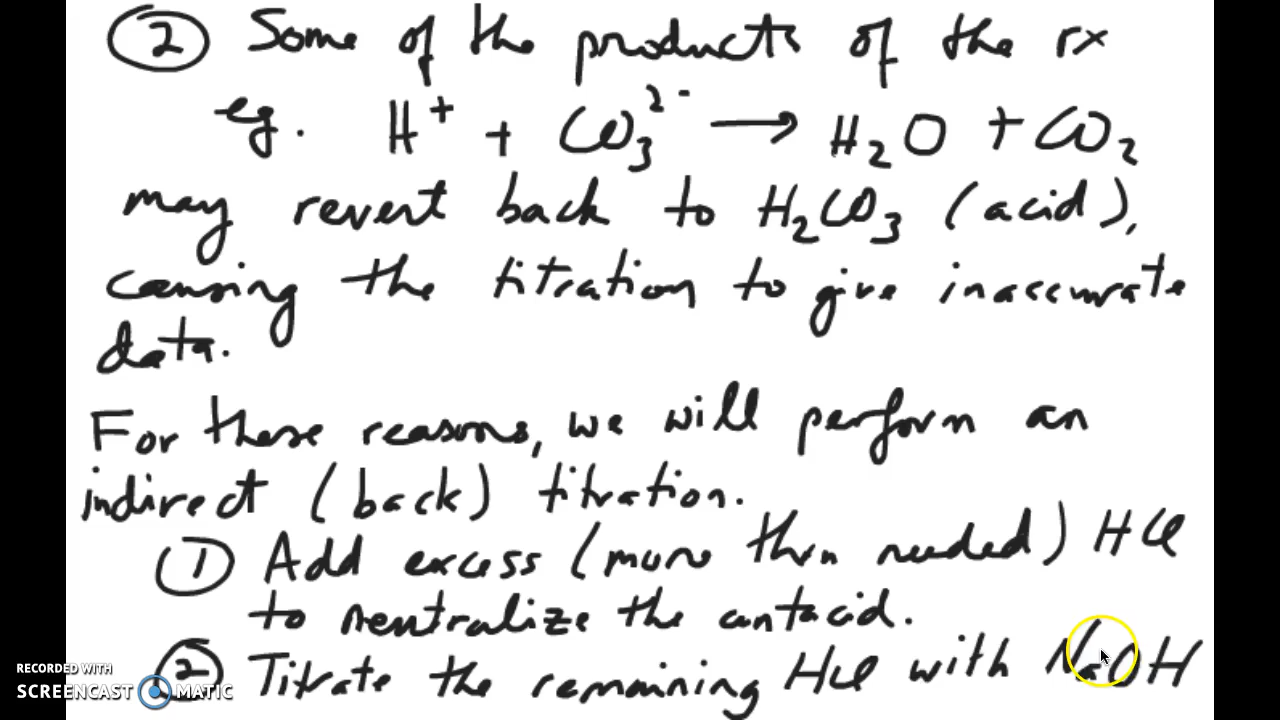 ② Some of the products of the rx
eg. H⁺ + CO₃²⁻ → H₂O + CO₂
may revert back to H₂CO₃ (acid),
causing the titration to give inaccurate
data.
For these reasons, we will perform an
indirect (back) titration.
① Add excess (more than needed) HCl
to neutralize the antacid.
② Titrate the remaining HCl with NaOH
RECORDED WITH
SCREENCAST MATIC